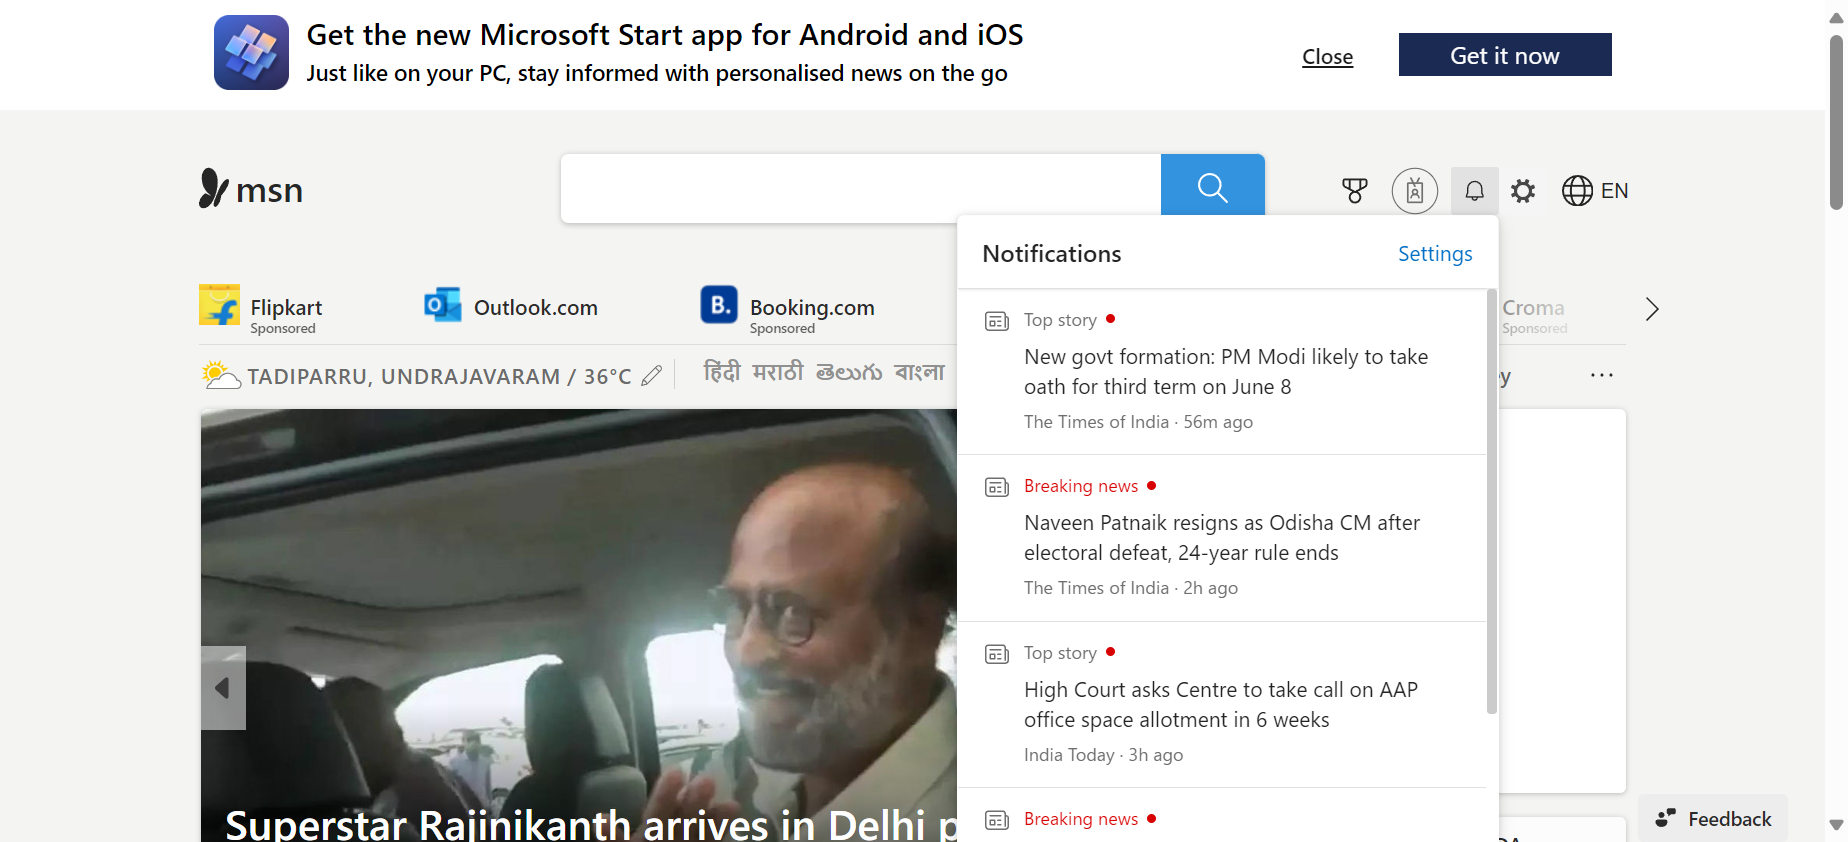 Get the new Microsoft Start app for Android and iOS
Just like on your PC, stay informed with personalised news on the go
Close
Get it now
msn
EN
Notifications
Settings
Flipkart
Sponsored
Outlook.com
B.
Booking.com
Sponsored
Croma
Sponsored
TADIPARRU, UNDRAJAVARAM / 36°C
हिंदी मराठी తెలుగు বাংলা
Top story
New govt formation: PM Modi likely to take
oath for third term on June 8
The Times of India · 56m ago
Breaking news
Naveen Patnaik resigns as Odisha CM after
electoral defeat, 24-year rule ends
The Times of India · 2h ago
Top story
High Court asks Centre to take call on AAP
office space allotment in 6 weeks
India Today · 3h ago
Breaking news
Superstar Rajinikanth arrives in Delhi p
Feedback